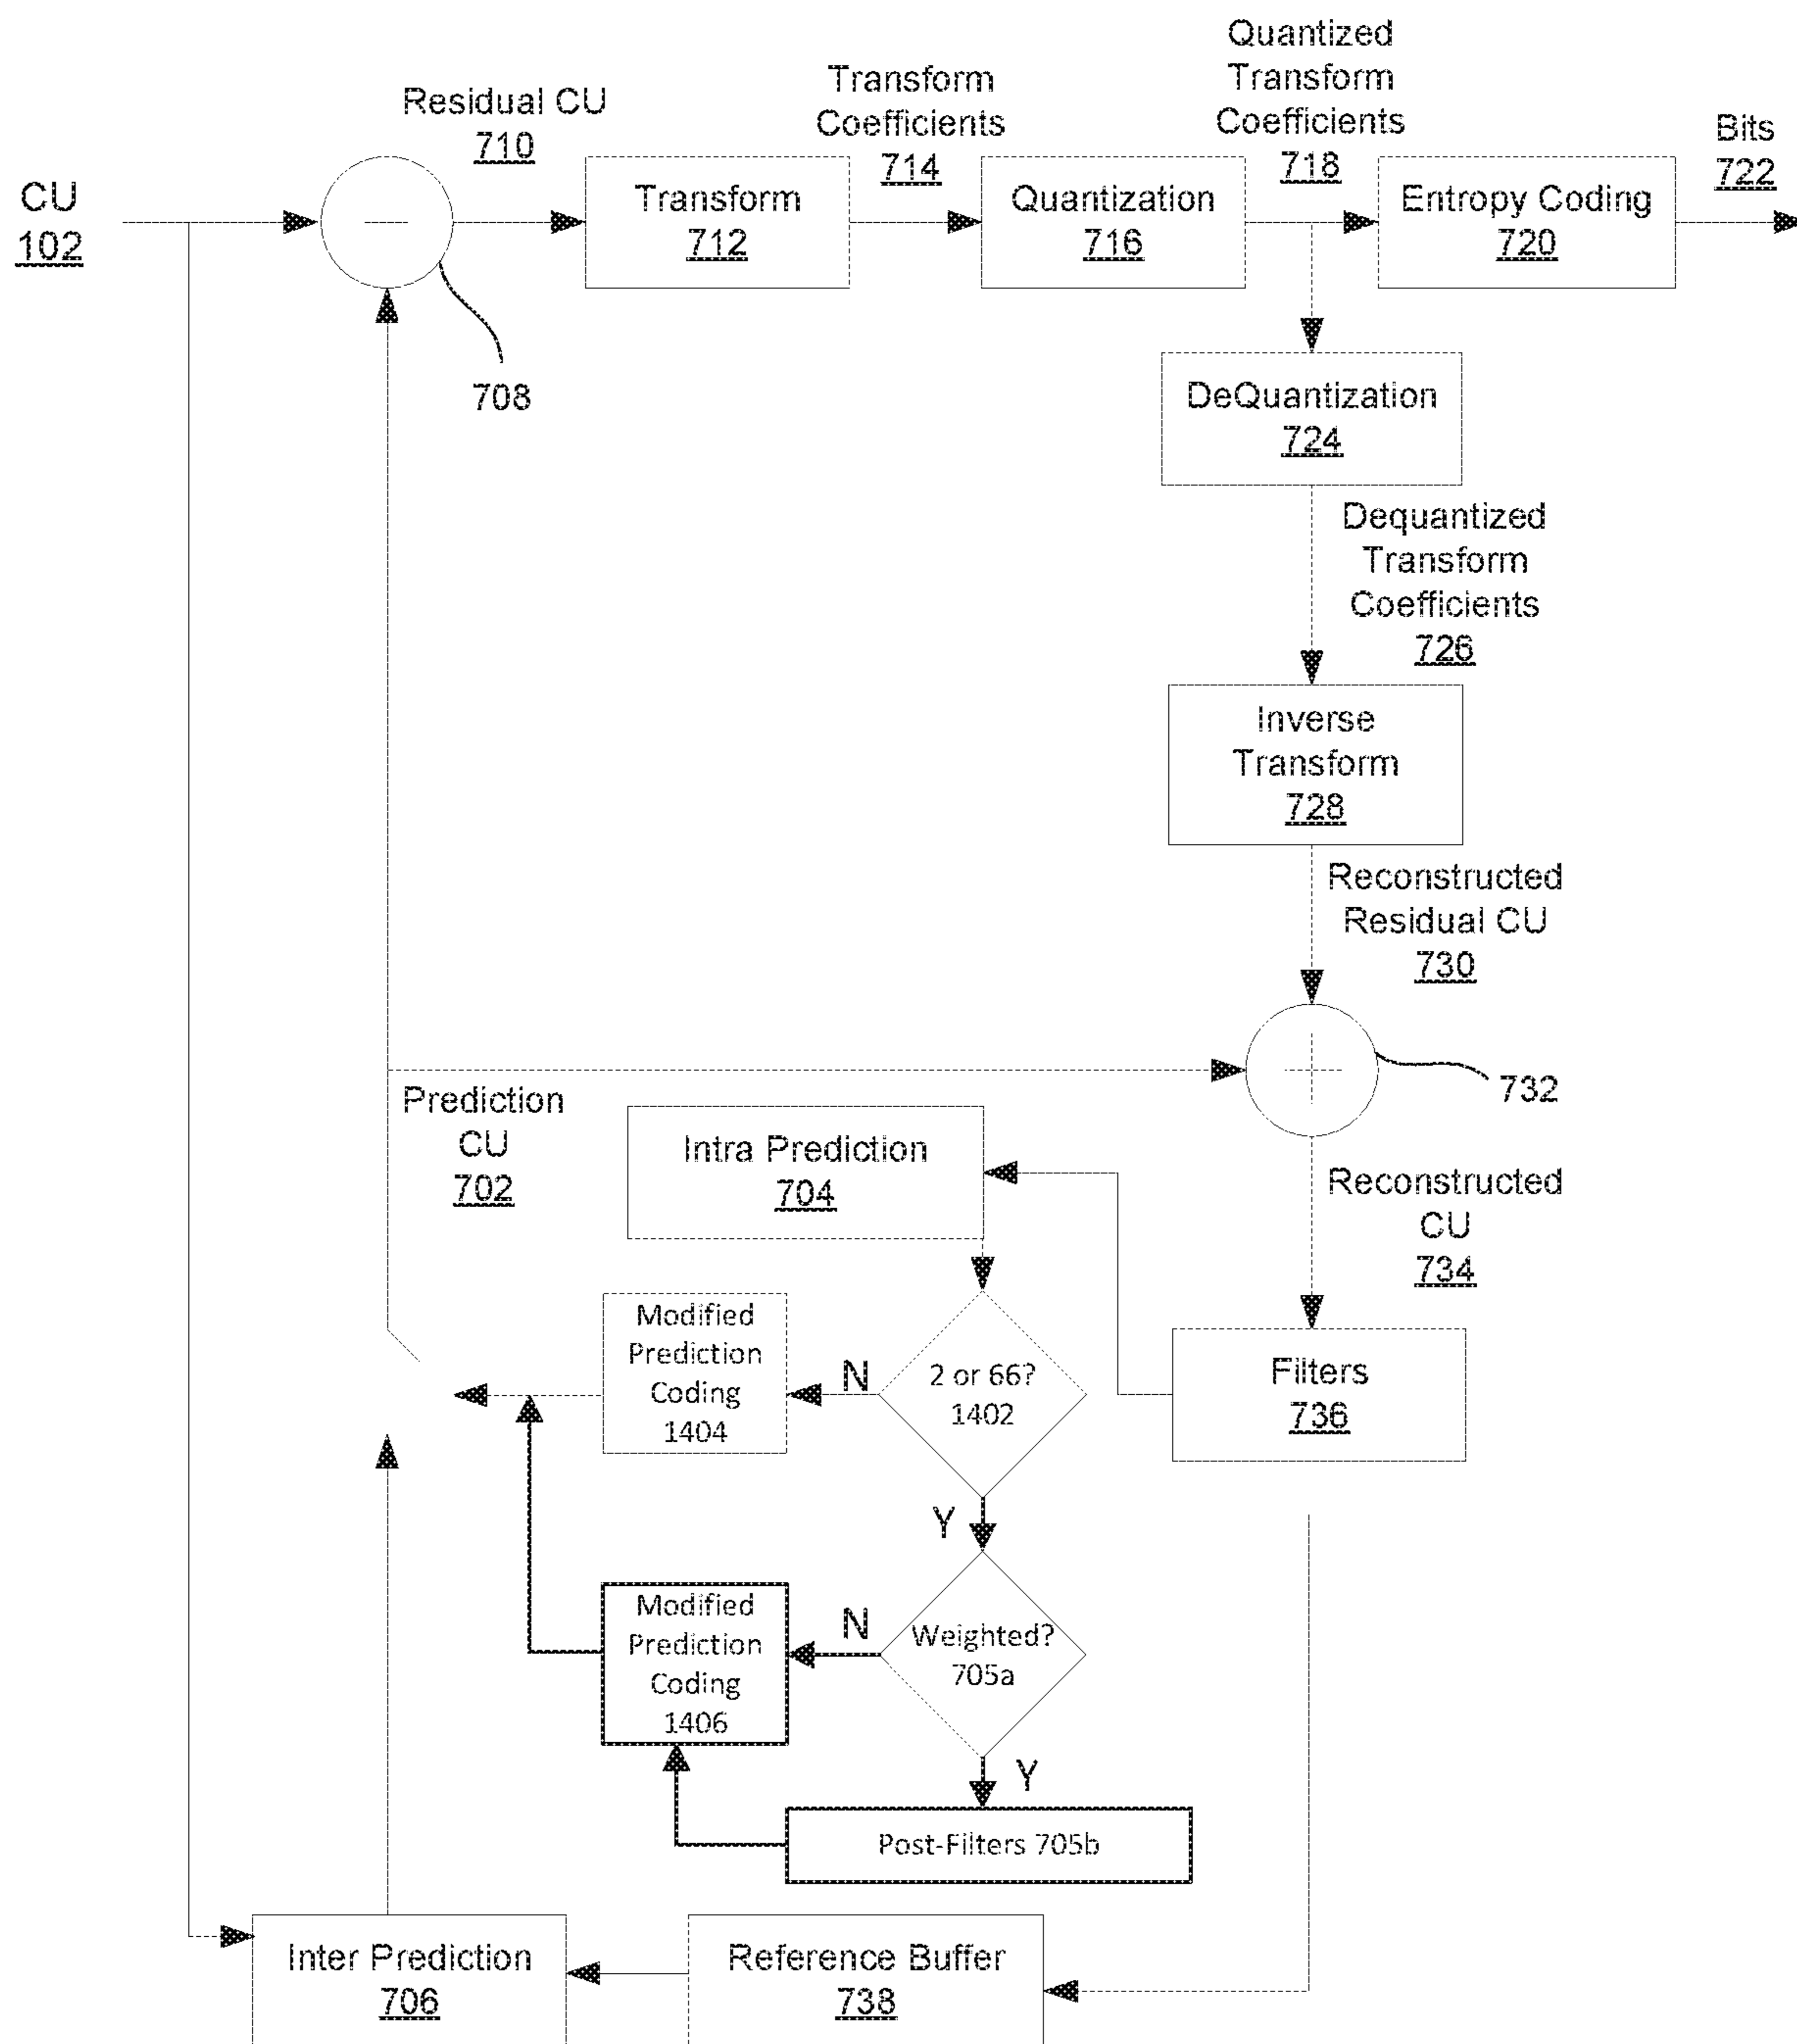 CU
102
Residual CU
710
Transform
712
Transform
Coefficients
714
Quantization
716
Quantized
Transform
Coefficients
718
Entropy Coding
720
Bits
722
708
DeQuantization
724
Dequantized
Transform
Coefficients
726
Inverse
Transform
728
Reconstructed
Residual CU
730
732
Prediction
CU
702
Intra Prediction
704
Reconstructed
CU
734
Modified
Prediction
Coding
1404
N
2 or 66?
1402
Filters
736
Y
Modified
Prediction
Coding
1406
N
Weighted?
705a
Y
Post-Filters 705b
Inter Prediction
706
Reference Buffer
738